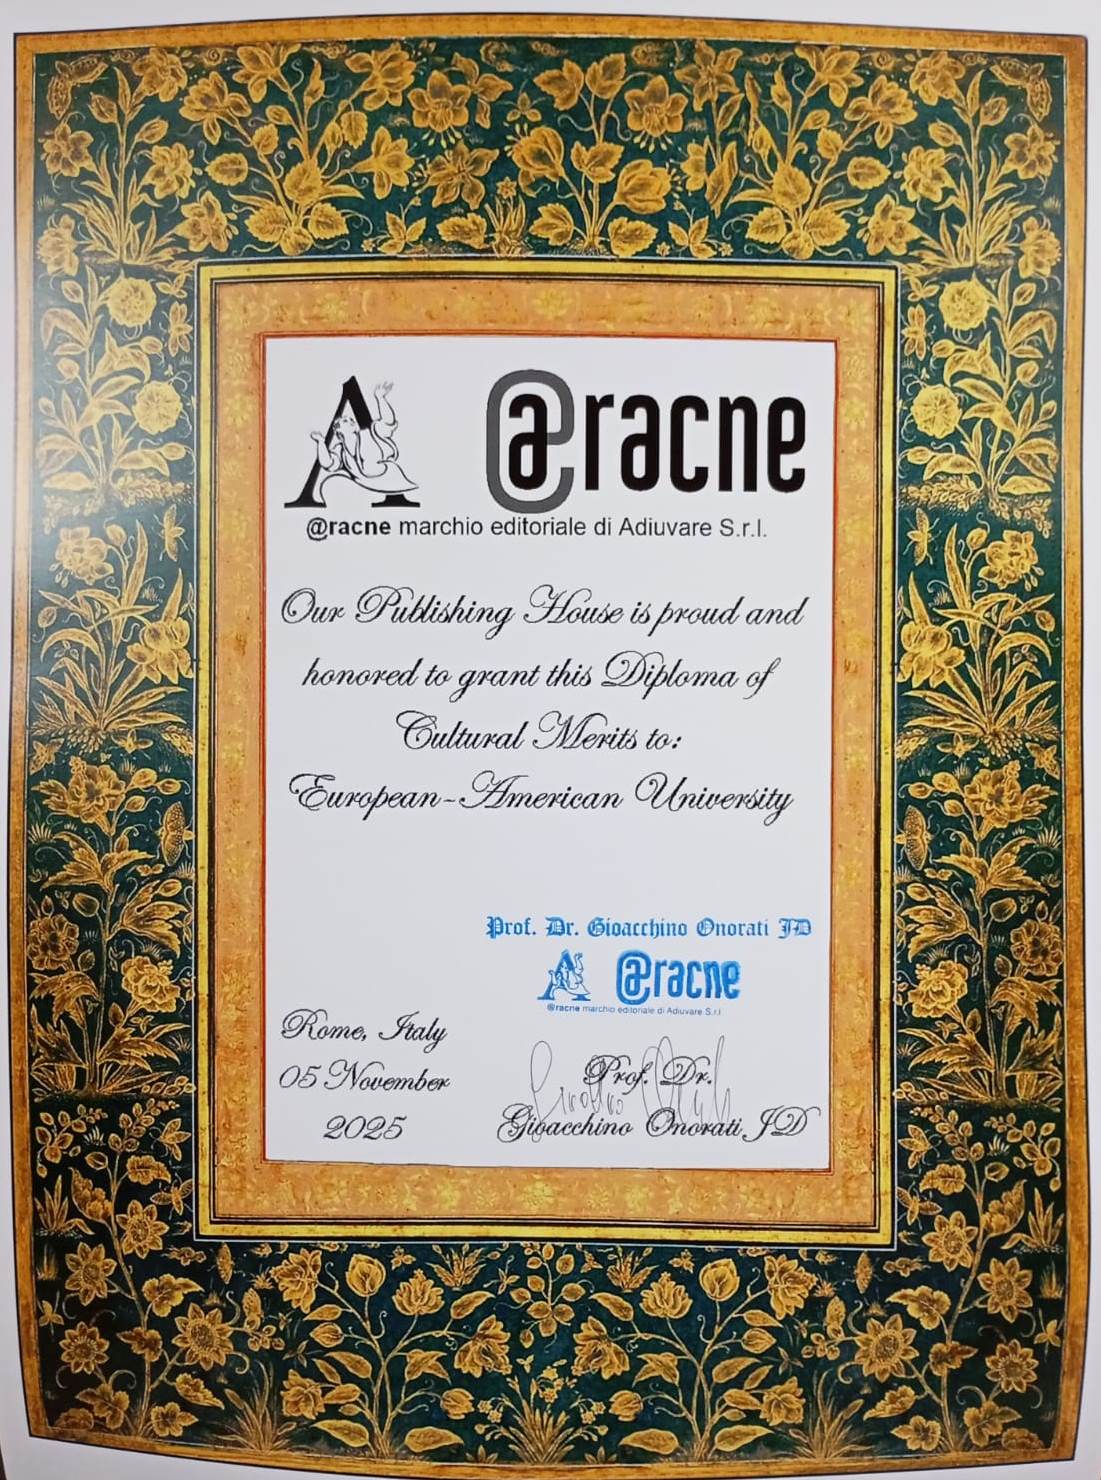 @racne
@racne marchio editoriale di Adiuvare S.r.l.
Our Publishing House is proud and
honored to grant this Diploma of
Cultural Merits to:
European-American University
Prof. Dr. Gioacchino Onorati JD
@racne
@racne marchio editoriale di Adiuvare S.r.l.
Rome, Italy
05 November
2025
Prof. Dr.
Gioacchino Onorati JD